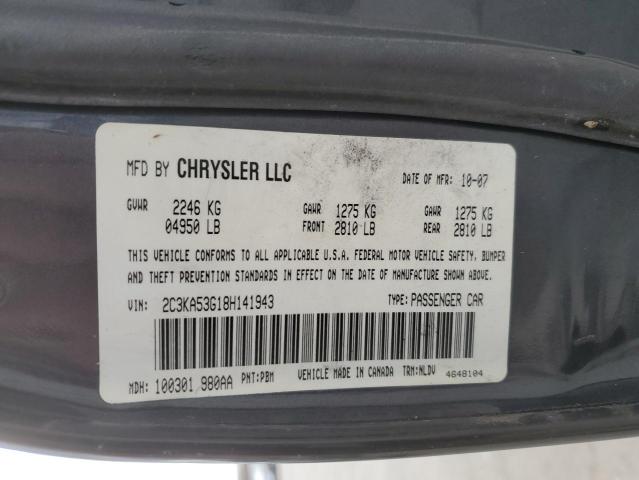 MFD BY CHRYSLER LLC DATE OF MFR: 10-07
GVWR 2246 KG GAWR 1275 KG GAWR 1275 KG
04950 LB FRONT 2810 LB REAR 2810 LB
THIS VEHICLE CONFORMS TO ALL APPLICABLE U.S.A. FEDERAL MOTOR VEHICLE SAFETY, BUMPER
AND THEFT PREVENTION STANDARDS IN EFFECT ON THE DATE OF MANUFACTURE SHOWN ABOVE.
VIN: 2C3KA53G18H141943 TYPE: PASSENGER CAR
MDH: 100301 980AA PNT: PBM VEHICLE MADE IN CANADA TRM: NLDV 4648104